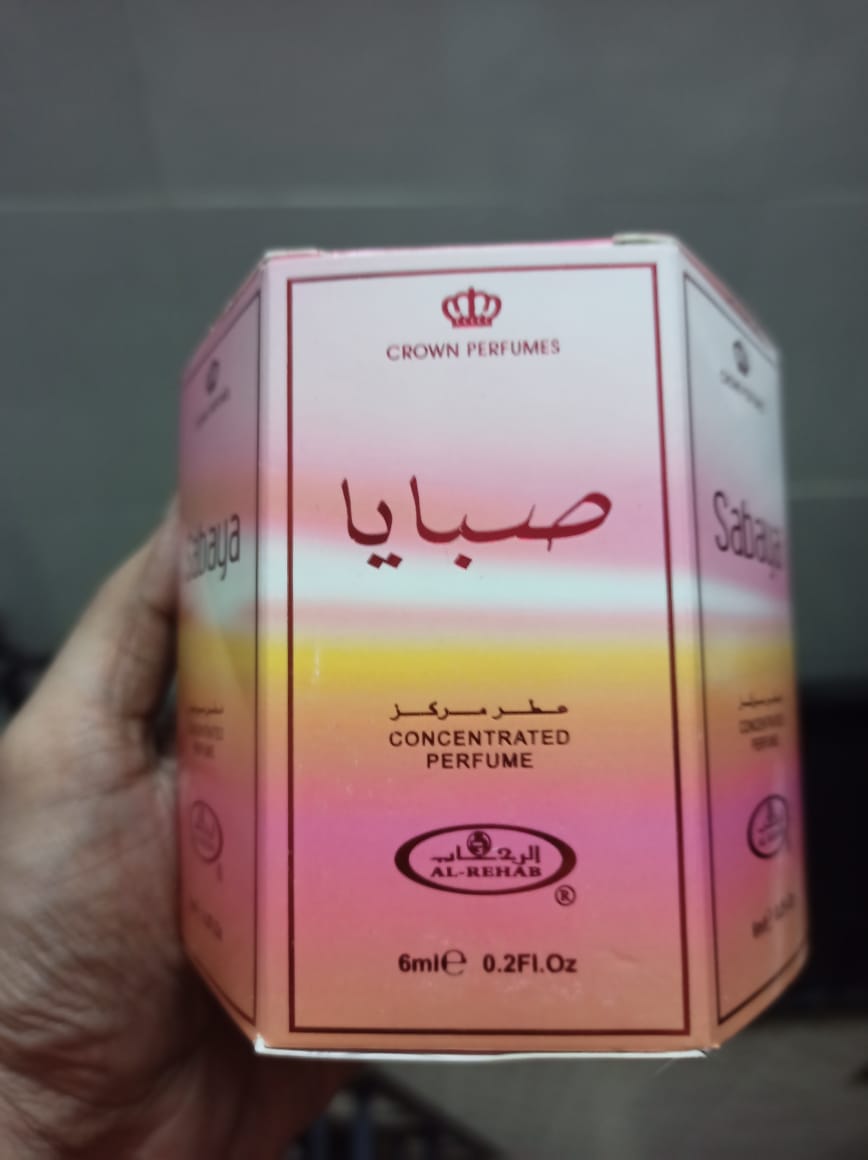 CROWN PERFUMES
صبايا
عطر مركز
CONCENTRATED
PERFUME
الرحاب
AL-REHAB
®
6ml℮ 0.2Fl.Oz
Sabaya
Sabaya